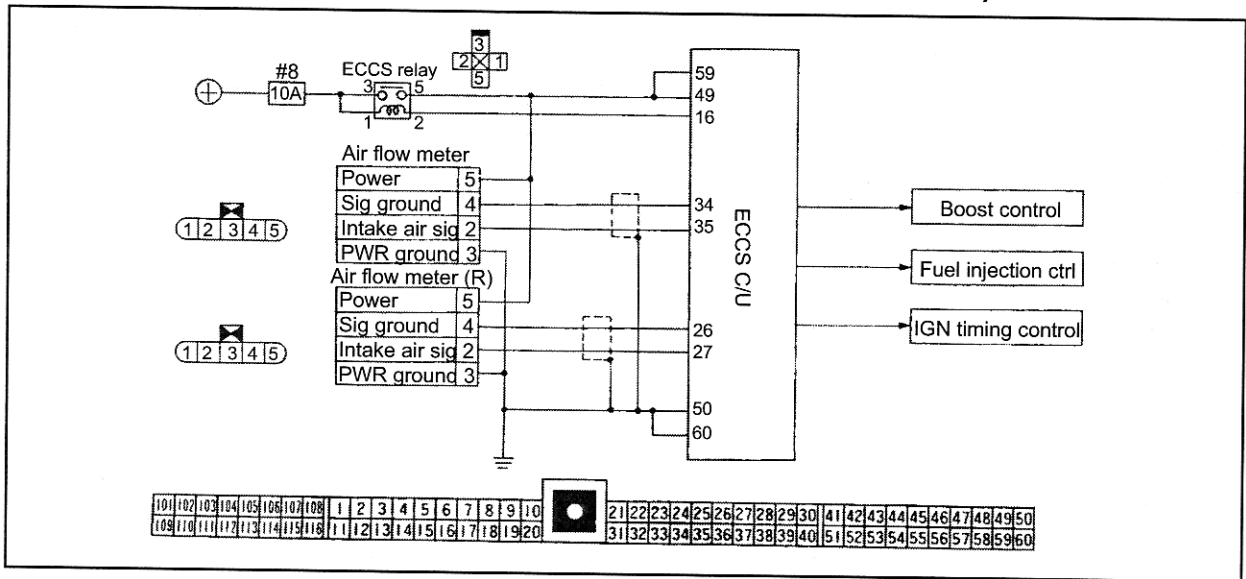 #8
10A
ECCS relay
3 5
1 2
3
2 1
5
59
49
16
Air flow meter
Power 5
Sig ground 4
Intake air sig 2
PWR ground 3
34
35
1 2 3 4 5
Air flow meter (R)
Power 5
Sig ground 4
Intake air sig 2
PWR ground 3
26
27
1 2 3 4 5
50
60
ECCS C/U
Boost control
Fuel injection ctrl
IGN timing control
101 102 103 104 105 106 107 108 1 2 3 4 5 6 7 8 9 10 21 22 23 24 25 26 27 28 29 30 41 42 43 44 45 46 47 48 49 50
109 110 111 112 113 114 115 116 11 12 13 14 15 16 17 18 19 20 31 32 33 34 35 36 37 38 39 40 51 52 53 54 55 56 57 58 59 60